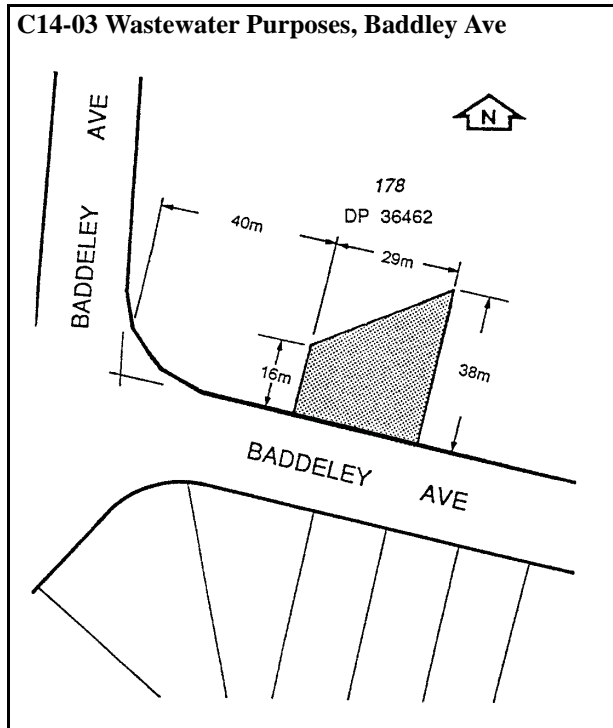 C14-03 Wastewater Purposes, Baddley Ave
BADDELEY AVE
N
178
DP 36462
40m
29m
16m
38m
BADDELEY AVE